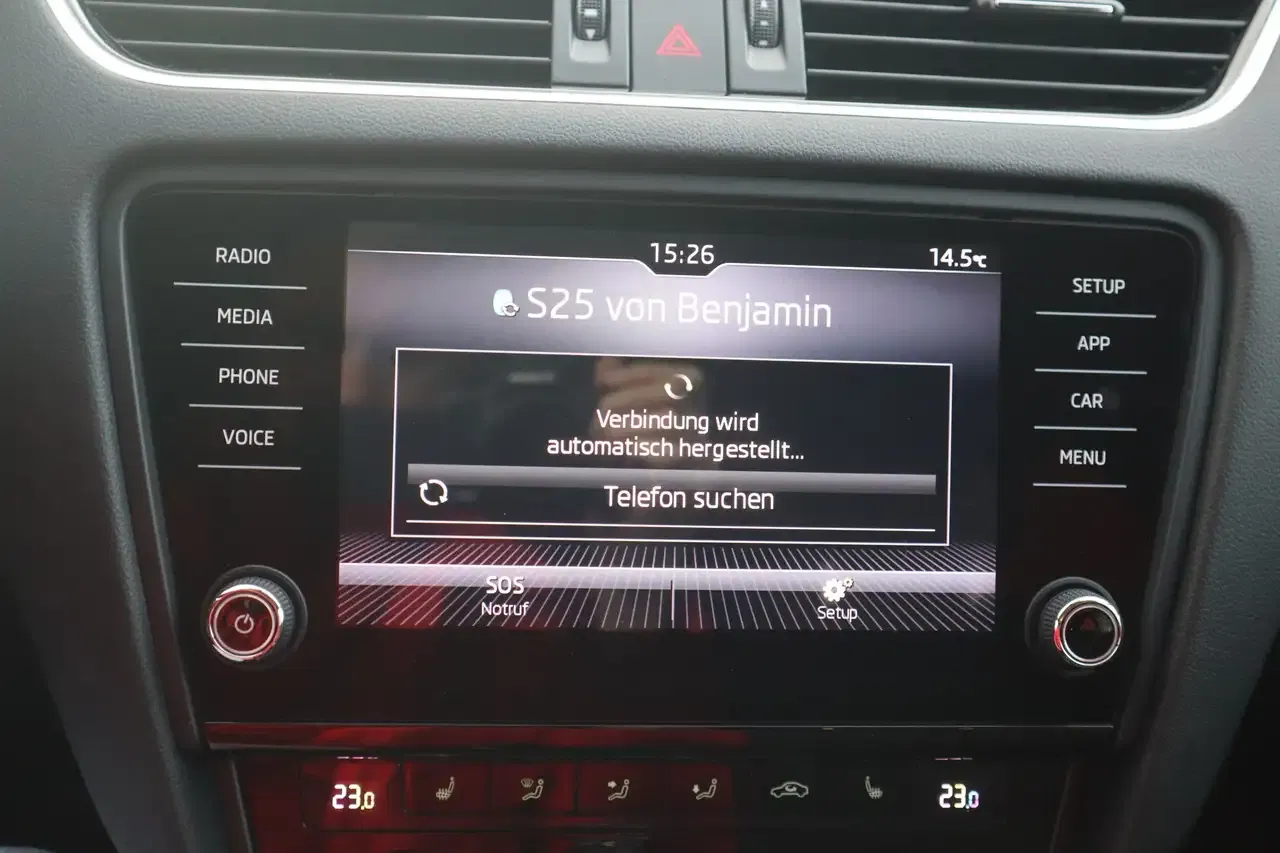 15:26
14.5°C
RADIO
MEDIA
PHONE
VOICE
S25 von Benjamin
Verbindung wird
automatisch hergestellt...
Telefon suchen
SOS
Notruf
Setup
SETUP
APP
CAR
MENU
23.0
23.0